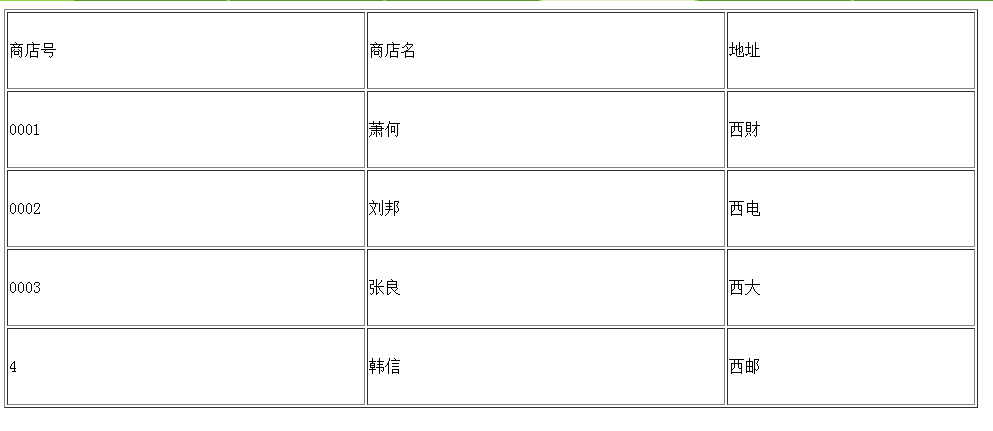 商店号 商店名 地址
0001 萧何 西财
0002 刘邦 西电
0003 张良 西大
4 韩信 西邮